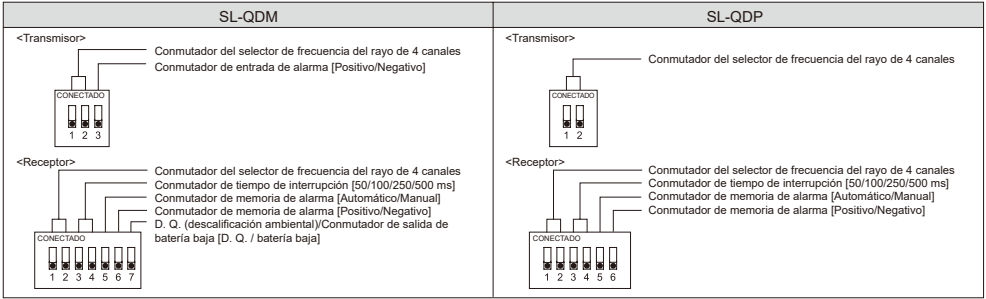 SL-QDM
<Transmisor>
Conmutador del selector de frecuencia del rayo de 4 canales
Conmutador de entrada de alarma [Positivo/Negativo]
CONECTADO
1 2 3
<Receptor>
Conmutador del selector de frecuencia del rayo de 4 canales
Conmutador de tiempo de interrupción [50/100/250/500 ms]
Conmutador de memoria de alarma [Automático/Manual]
Conmutador de memoria de alarma [Positivo/Negativo]
D. Q. (descalificación ambiental)/Conmutador de salida de
batería baja [D. Q. / batería baja]
CONECTADO
1 2 3 4 5 6 7
SL-QDP
<Transmisor>
Conmutador del selector de frecuencia del rayo de 4 canales
CONECTADO
1 2
<Receptor>
Conmutador del selector de frecuencia del rayo de 4 canales
Conmutador de tiempo de interrupción [50/100/250/500 ms]
Conmutador de memoria de alarma [Automático/Manual]
Conmutador de memoria de alarma [Positivo/Negativo]
CONECTADO
1 2 3 4 5 6